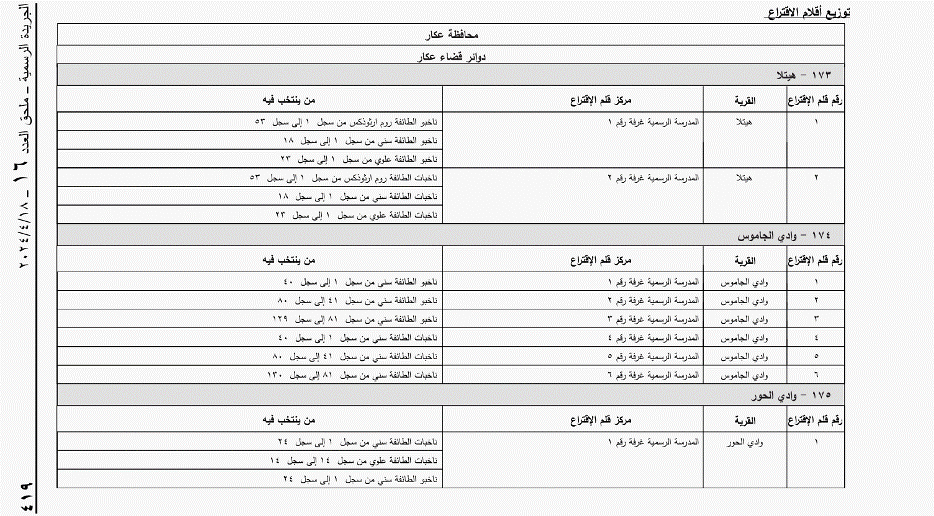 توزيع أقلام الاقتراع
محافظة عكار
دوائر قضاء عكار
١٧٣ - هيتلا
رقم قلم الإقتراع القرية مركز قلم الإقتراع من ينتخب فيه
١ هيتلا المدرسة الرسمية غرفة رقم ١ ناخبو الطائفة روم ارثوذكس من سجل ١ إلى سجل ٥٣
ناخبو الطائفة سني من سجل ١ إلى سجل ١٨
ناخبو الطائفة علوي من سجل ١ إلى سجل ٢٣
٢ هيتلا المدرسة الرسمية غرفة رقم ٢ ناخبات الطائفة روم ارثوذكس من سجل ١ إلى سجل ٥٣
ناخبات الطائفة سني من سجل ١ إلى سجل ١٨
ناخبات الطائفة علوي من سجل ١ إلى سجل ٢٣
١٧٤ - وادي الجاموس
رقم قلم الإقتراع القرية مركز قلم الإقتراع من ينتخب فيه
١ وادي الجاموس المدرسة الرسمية غرفة رقم ١ ناخبو الطائفة سني من سجل ١ إلى سجل ٤٠
٢ وادي الجاموس المدرسة الرسمية غرفة رقم ٢ ناخبو الطائفة سني من سجل ٤١ إلى سجل ٨٠
٣ وادي الجاموس المدرسة الرسمية غرفة رقم ٣ ناخبو الطائفة سني من سجل ٨١ إلى سجل ١٢٩
٤ وادي الجاموس المدرسة الرسمية غرفة رقم ٤ ناخبات الطائفة سني من سجل ١ إلى سجل ٤٠
٥ وادي الجاموس المدرسة الرسمية غرفة رقم ٥ ناخبات الطائفة سني من سجل ٤١ إلى سجل ٨٠
٦ وادي الجاموس المدرسة الرسمية غرفة رقم ٦ ناخبات الطائفة سني من سجل ٨١ إلى سجل ١٣٠
١٧٥ - وادي الحور
رقم قلم الإقتراع القرية مركز قلم الإقتراع من ينتخب فيه
١ وادي الحور المدرسة الرسمية غرفة رقم ١ ناخبات الطائفة سني من سجل ١ إلى سجل ٢٤
ناخبات الطائفة علوي من سجل ١٤ إلى سجل ١٤
ناخبو الطائفة سني من سجل ١ إلى سجل ٢٤
الجريدة الرسمية - ملحق العدد ١٦ - ٢٠٢٤/٤/١٨
٤١٩